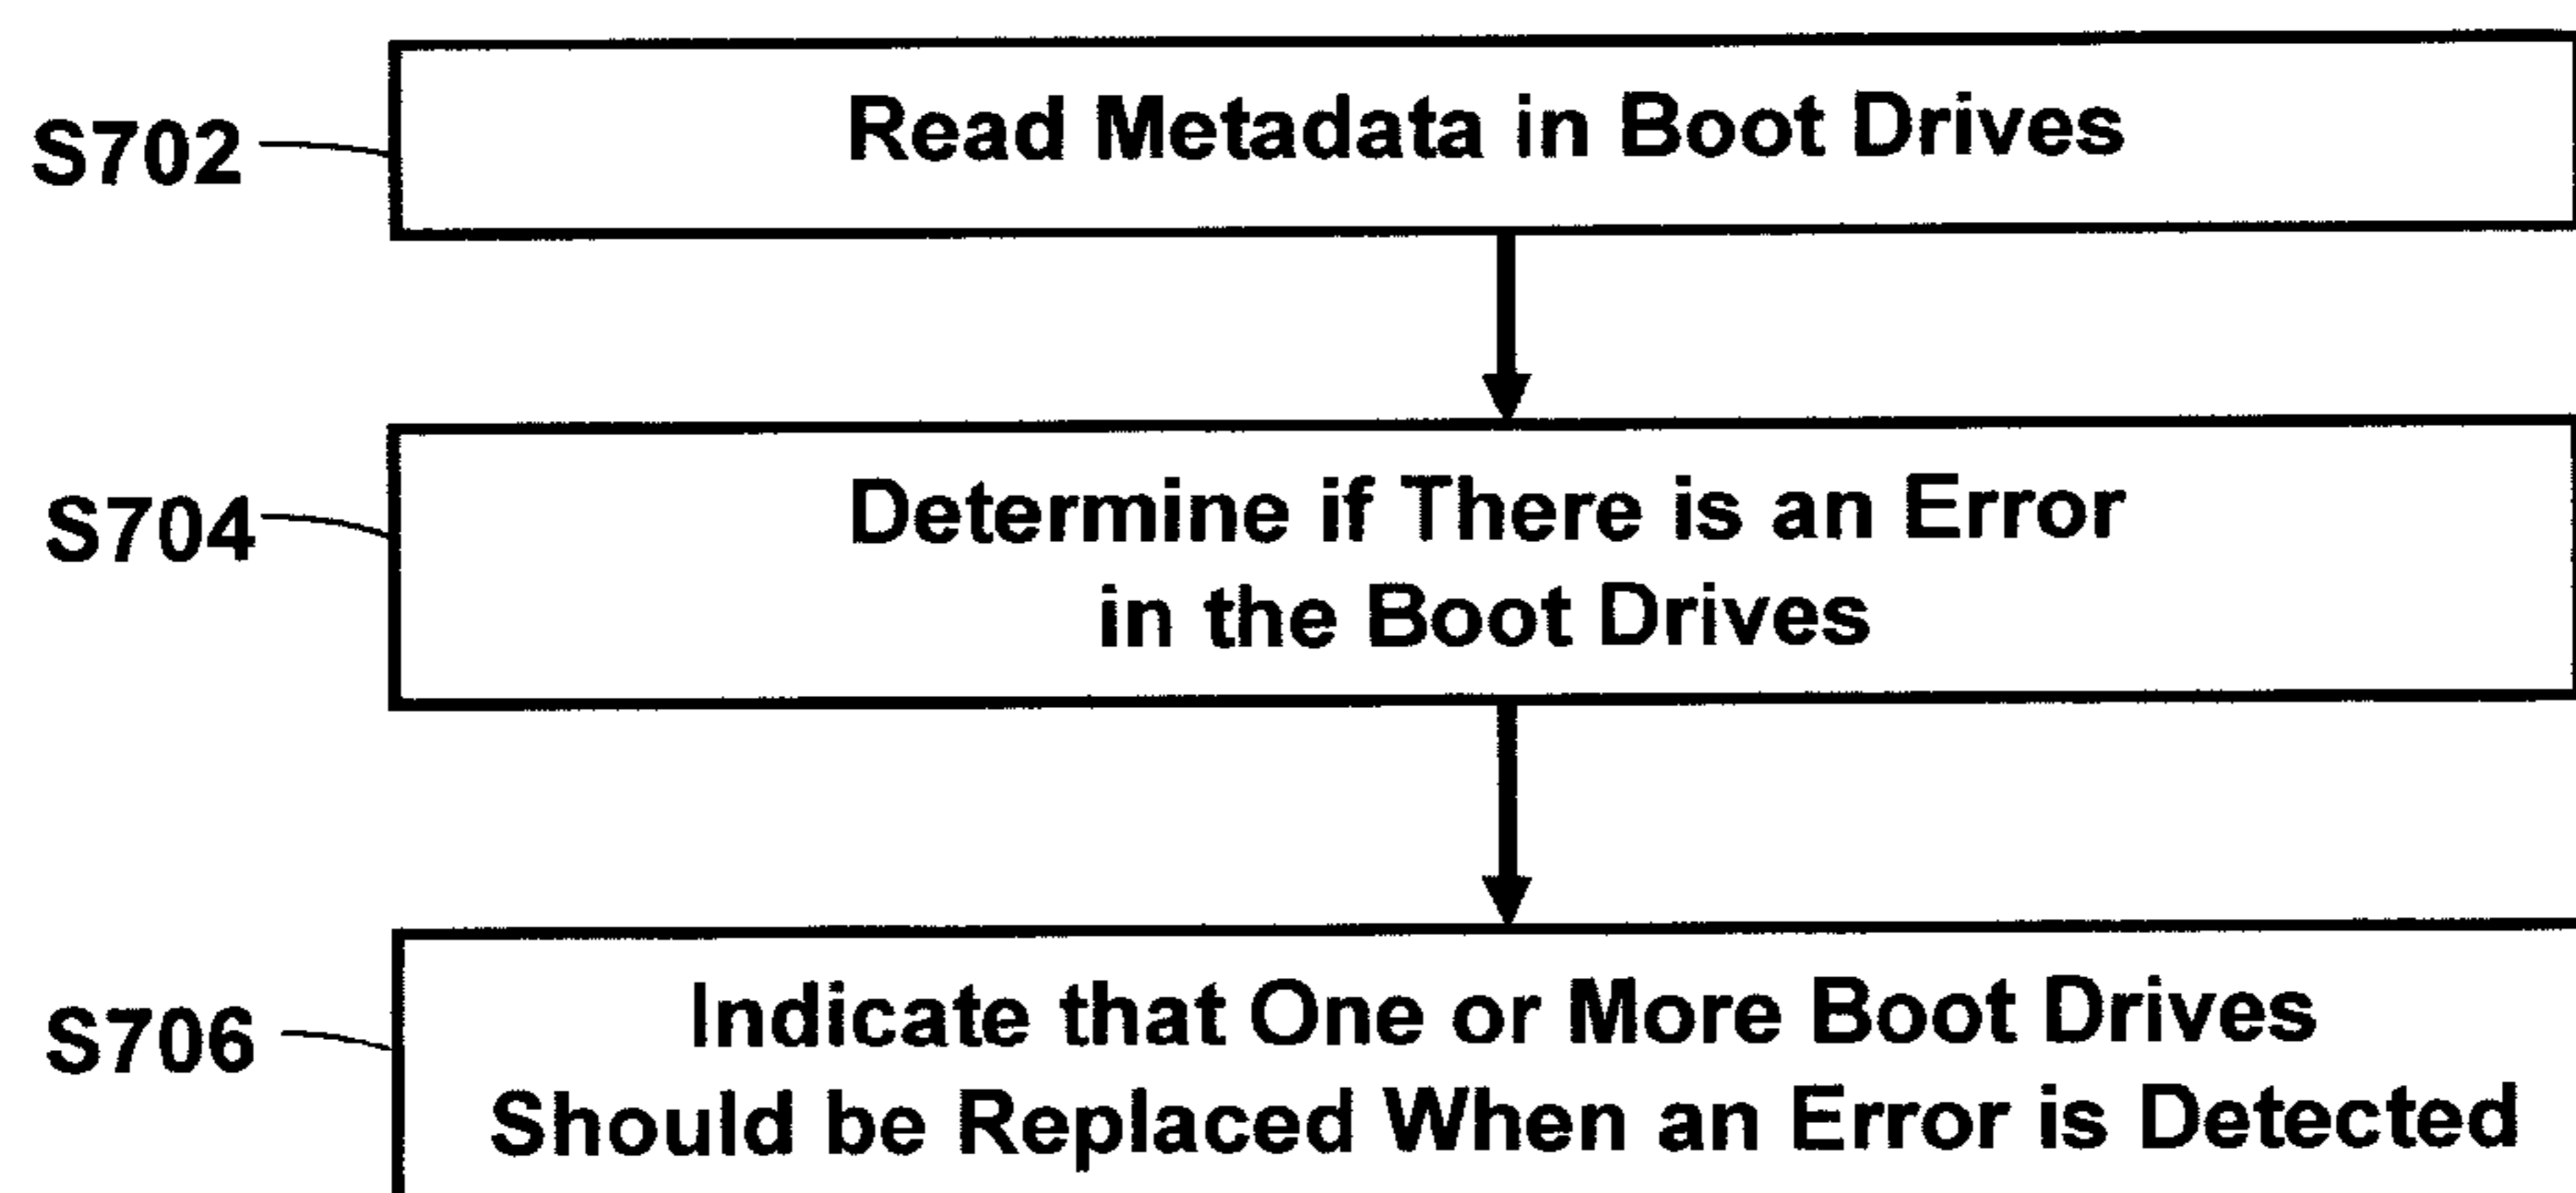 S702
Read Metadata in Boot Drives
S704
Determine if There is an Error
in the Boot Drives
S706
Indicate that One or More Boot Drives
Should be Replaced When an Error is Detected